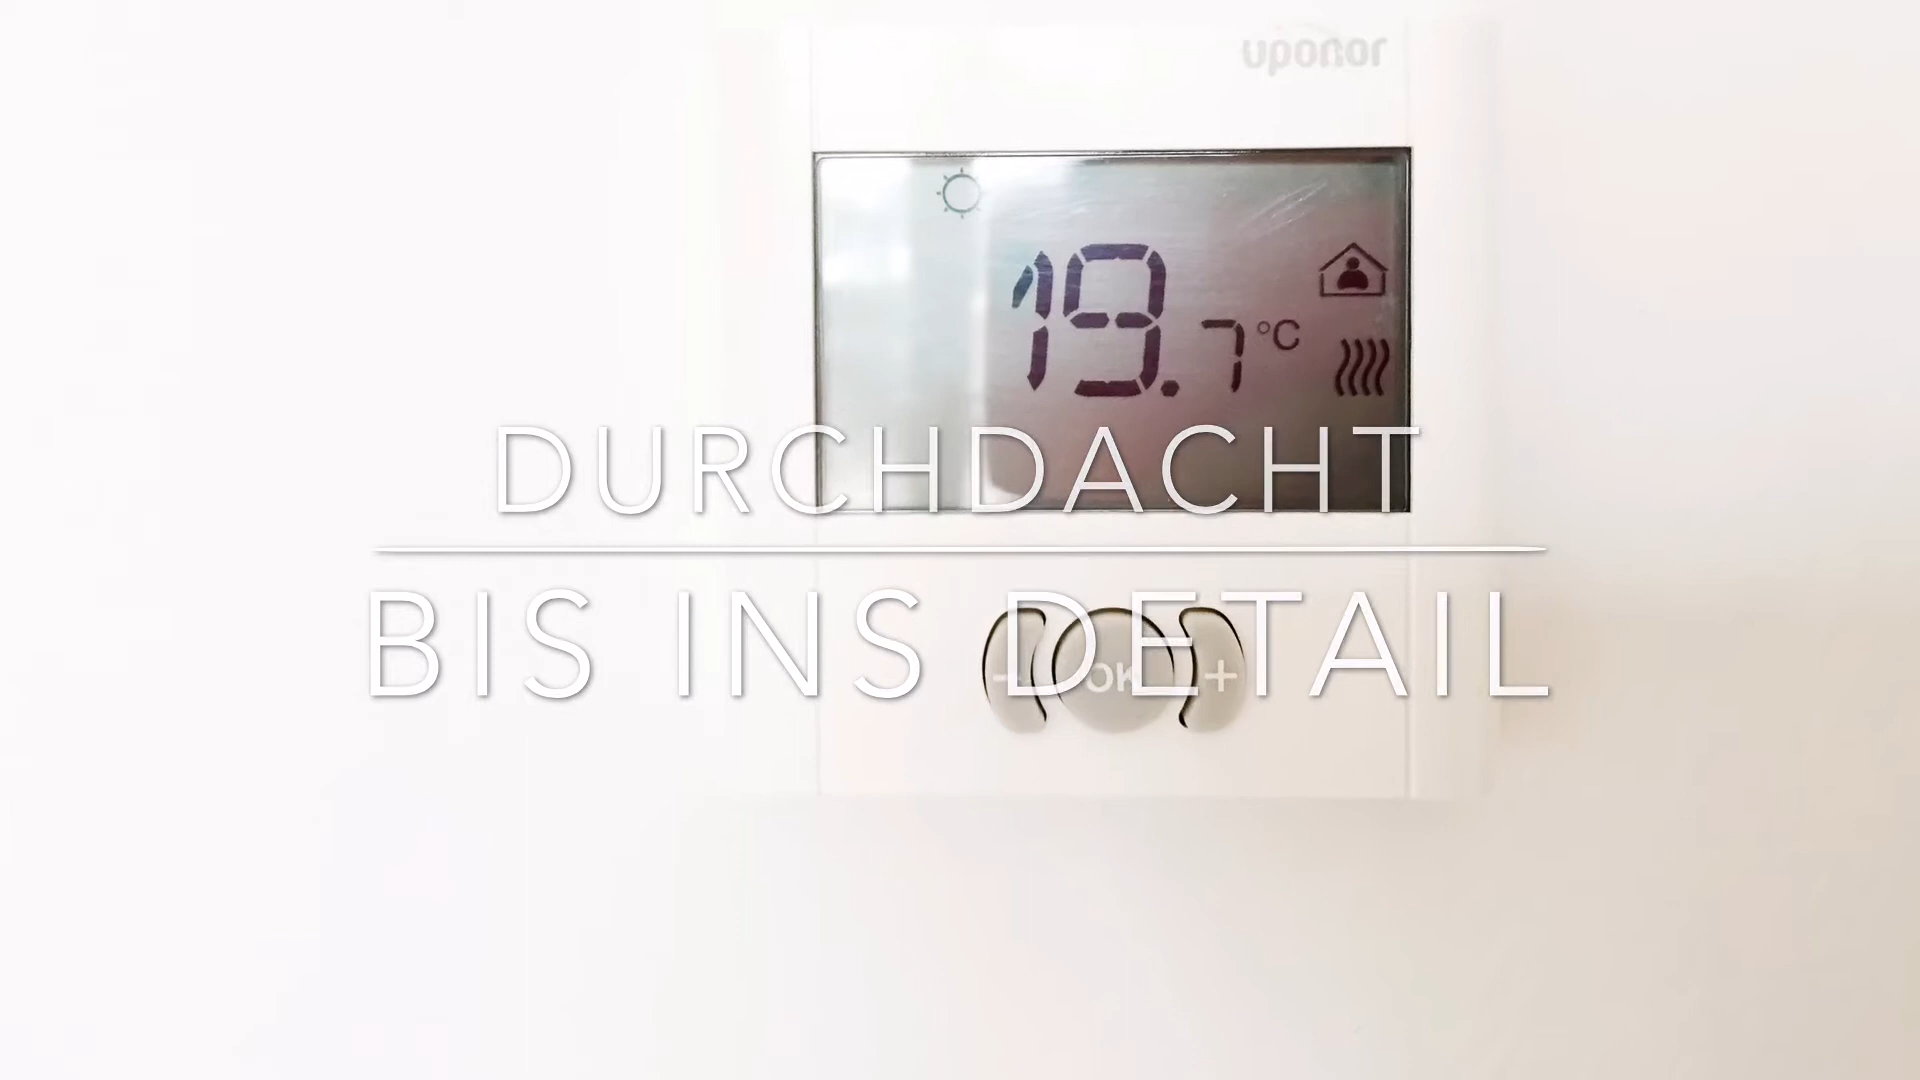 uponor
19.7 °C
DURCHDACHT
BIS INS DETAIL
- OK +